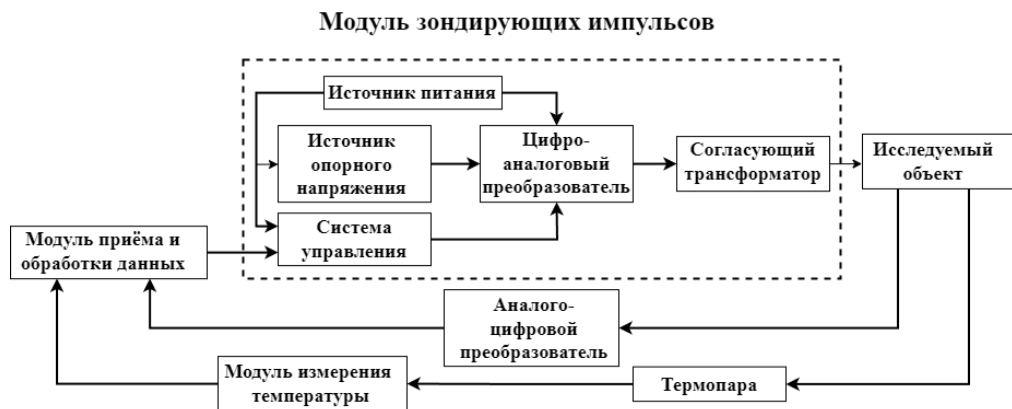 Модуль зондирующих импульсов
Источник питания
Источник
опорного
напряжения
Цифро-
аналоговый
преобразователь
Согласующий
трансформатор
Исследуемый
объект
Система
управления
Модуль приёма и
обработки данных
Аналого-
цифровой
преобразователь
Модуль измерения
температуры
Термопара